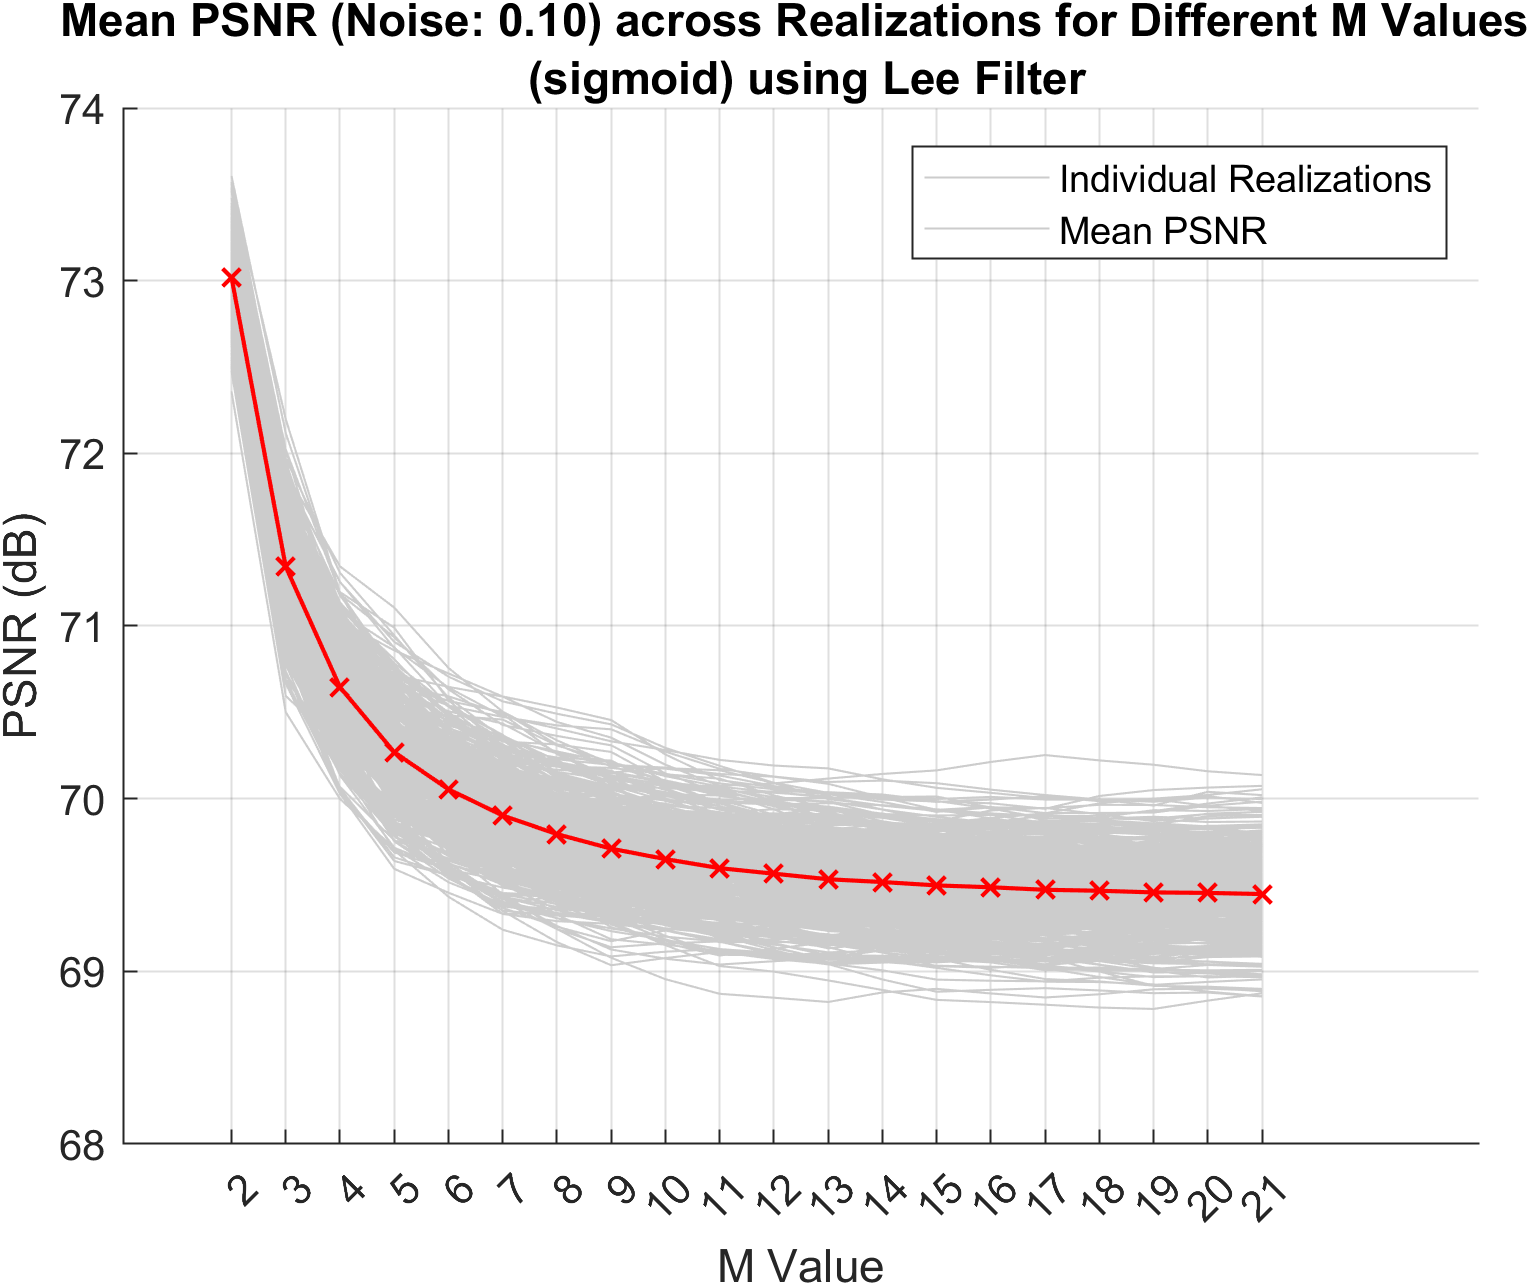 Mean PSNR (Noise: 0.10) across Realizations for Different M Values
(sigmoid) using Lee Filter
Individual Realizations
Mean PSNR
PSNR (dB)
74
73
72
71
70
69
68
2 3 4 5 6 7 8 9 10 11 12 13 14 15 16 17 18 19 20 21
M Value